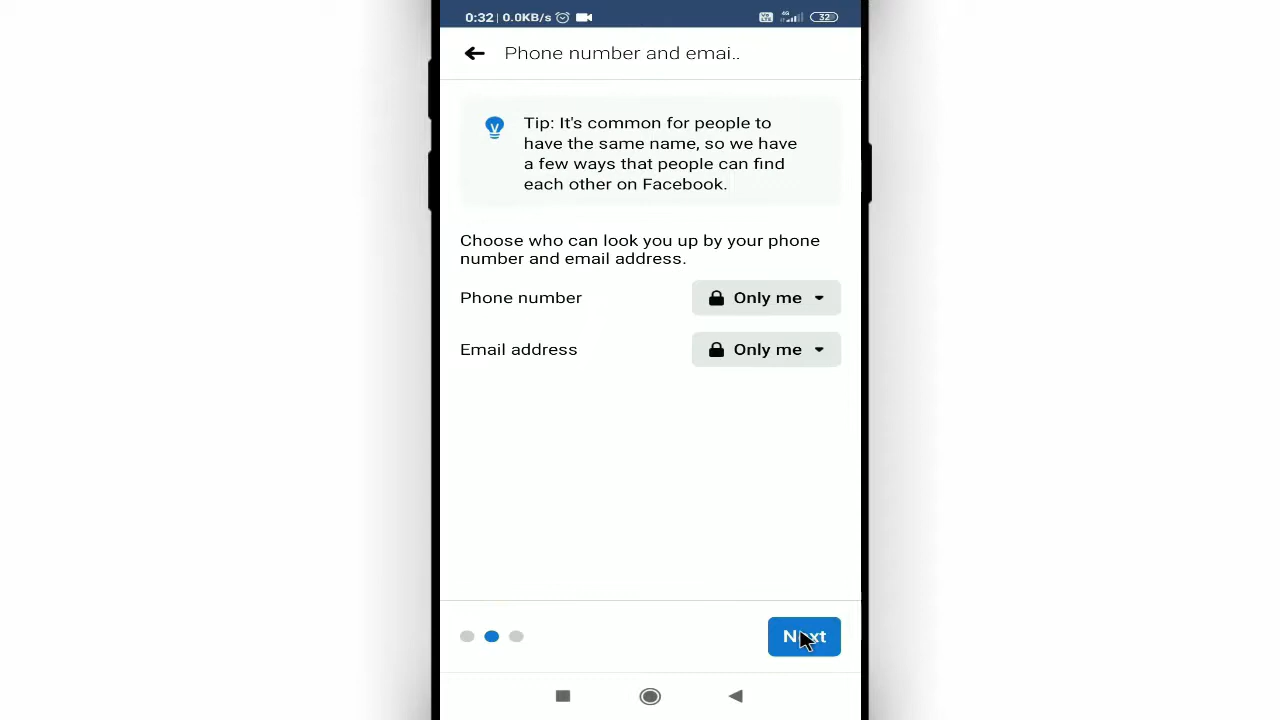 0:32 | 0.0KB/s
4G
32
Phone number and emai..
Tip: It's common for people to
have the same name, so we have
a few ways that people can find
each other on Facebook.
Choose who can look you up by your phone
number and email address.
Phone number
Only me
Email address
Only me
Next